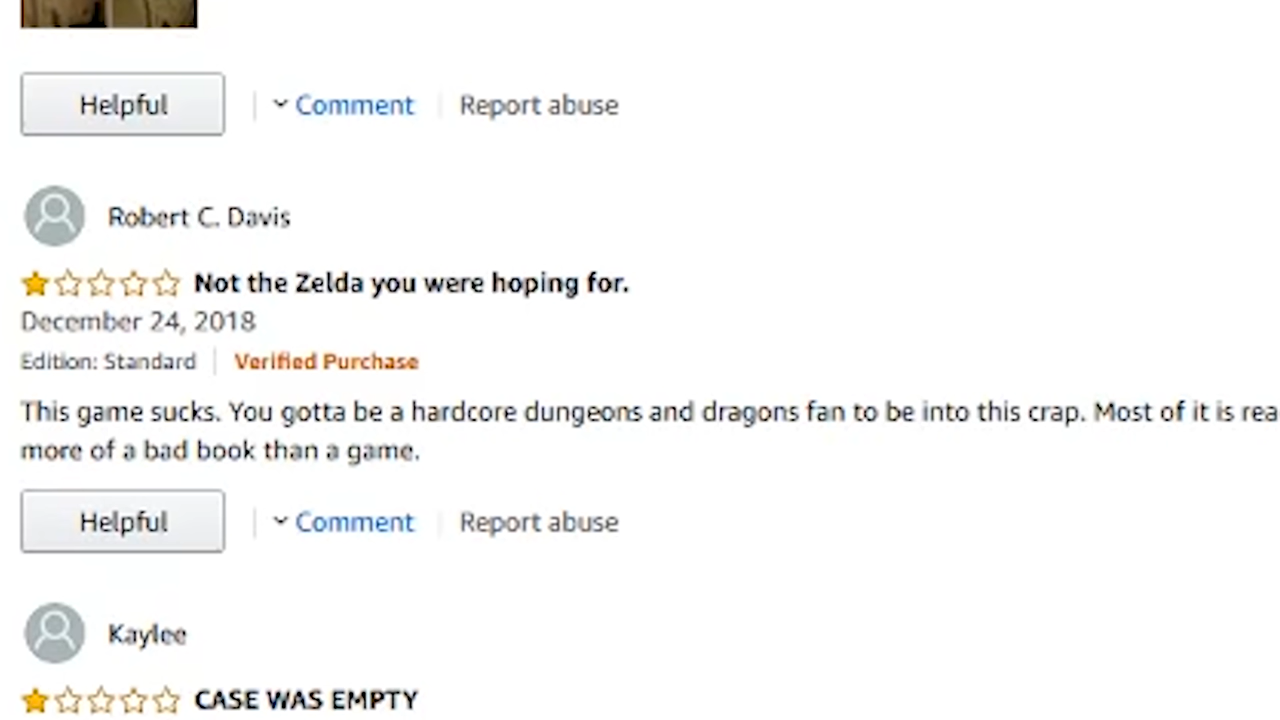 Helpful
Comment
Report abuse
Robert C. Davis
Not the Zelda you were hoping for.
December 24, 2018
Edition: Standard
Verified Purchase
This game sucks. You gotta be a hardcore dungeons and dragons fan to be into this crap. Most of it is rea
more of a bad book than a game.
Helpful
Comment
Report abuse
Kaylee
CASE WAS EMPTY